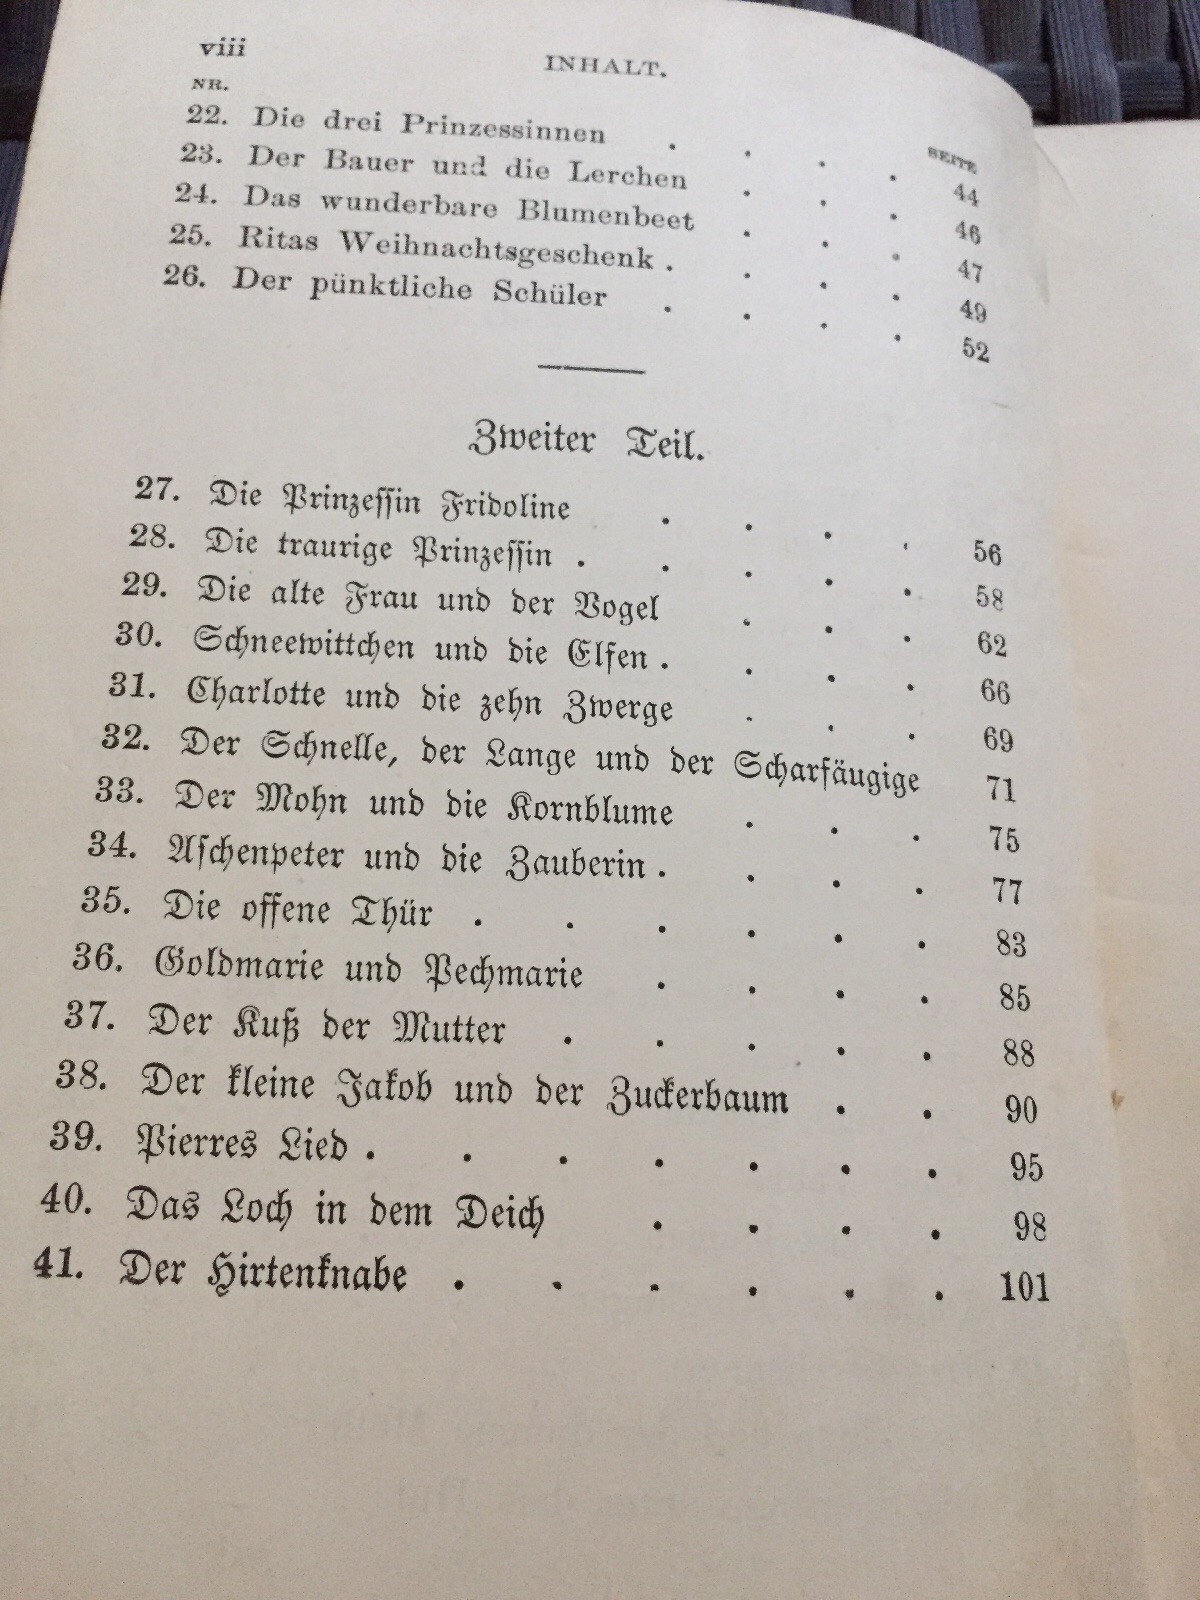 viii INHALT.
NR. SEITE
22. Die drei Prinzessinnen . . . . 44
23. Der Bauer und die Lerchen . . . 46
24. Das wunderbare Blumenbeet . . . 47
25. Ritas Weihnachtsgeschenk . . . . 49
26. Der pünktliche Schüler . . . . 52
Zweiter Teil.
27. Die Prinzessin Fridoline . . . . 56
28. Die traurige Prinzessin . . . . . 58
29. Die alte Frau und der Vogel . . . 62
30. Schneewittchen und die Elfen . . . . 66
31. Charlotte und die zehn Zwerge . . . 69
32. Der Schnelle, der Lange und der Scharfäugige 71
33. Der Mohn und die Kornblume . . . 75
34. Aschenpeter und die Zauberin . . . . 77
35. Die offene Thür . . . . . . 83
36. Goldmarie und Pechmarie . . . . 85
37. Der Kuß der Mutter . . . . . 88
38. Der kleine Jakob und der Zuckerbaum . . 90
39. Pierres Lied . . . . . . . 95
40. Das Loch in dem Deich . . . . 98
41. Der Hirtenknabe . . . . . . 101